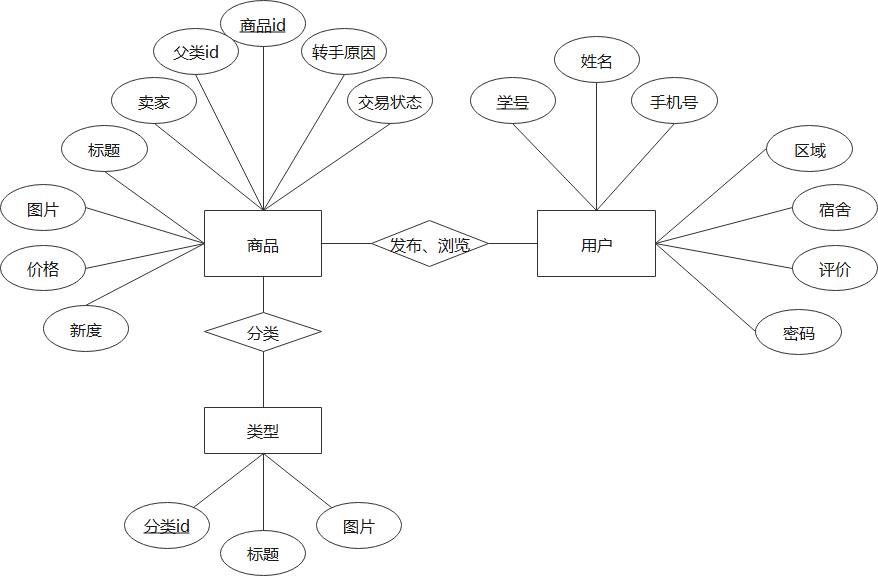 商品id
父类id
转手原因
姓名
卖家
交易状态
学号
手机号
标题
区域
图片
宿舍
商品
发布、浏览
用户
价格
评价
新度
分类
密码
类型
分类id
标题
图片